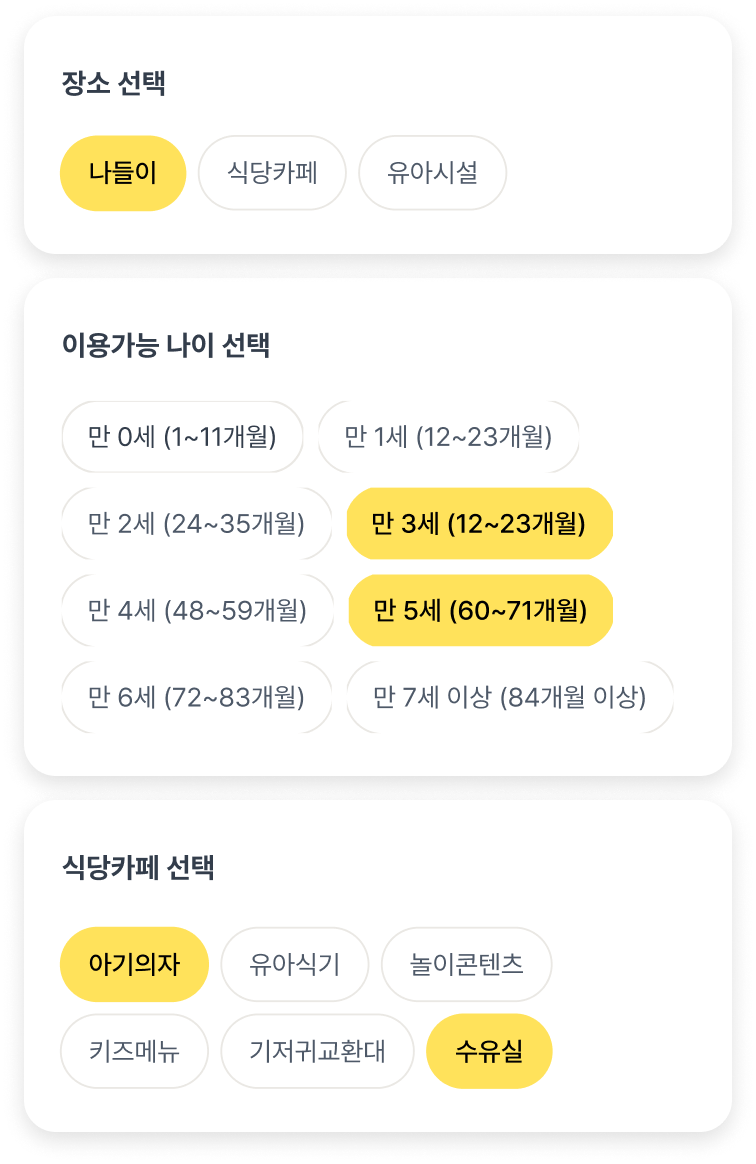 장소 선택
나들이 식당카페 유아시설
이용가능 나이 선택
만 0세 (1~11개월) 만 1세 (12~23개월)
만 2세 (24~35개월) 만 3세 (12~23개월)
만 4세 (48~59개월) 만 5세 (60~71개월)
만 6세 (72~83개월) 만 7세 이상 (84개월 이상)
식당카페 선택
아기의자 유아식기 놀이콘텐츠
키즈메뉴 기저귀교환대 수유실